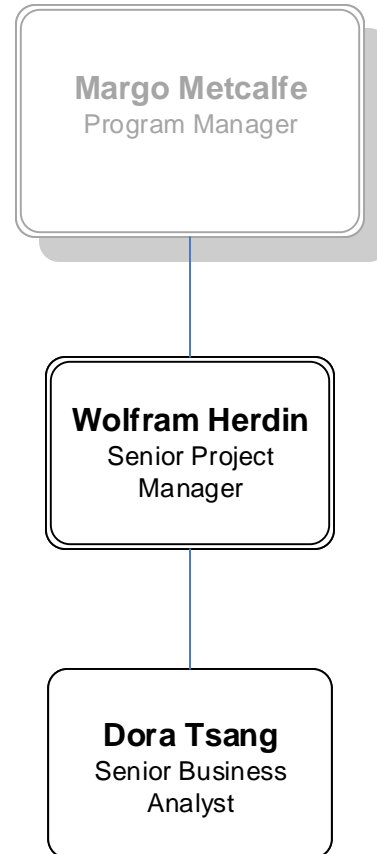 Margo Metcalfe
Program Manager
Wolfram Herdin
Senior Project
Manager
Dora Tsang
Senior Business
Analyst